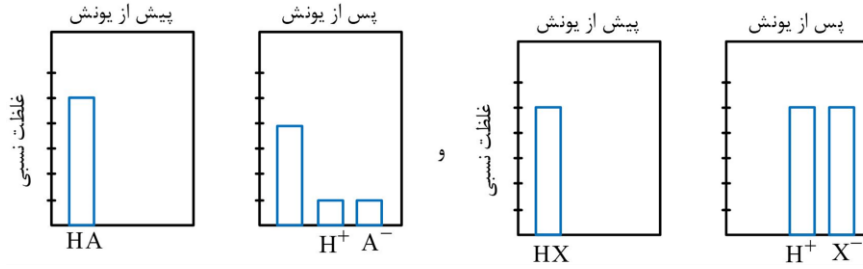 پیش از یونش
پس از یونش
غلظت نسبی
HA
H⁺ A⁻
و
پیش از یونش
پس از یونش
غلظت نسبی
HX
H⁺ X⁻